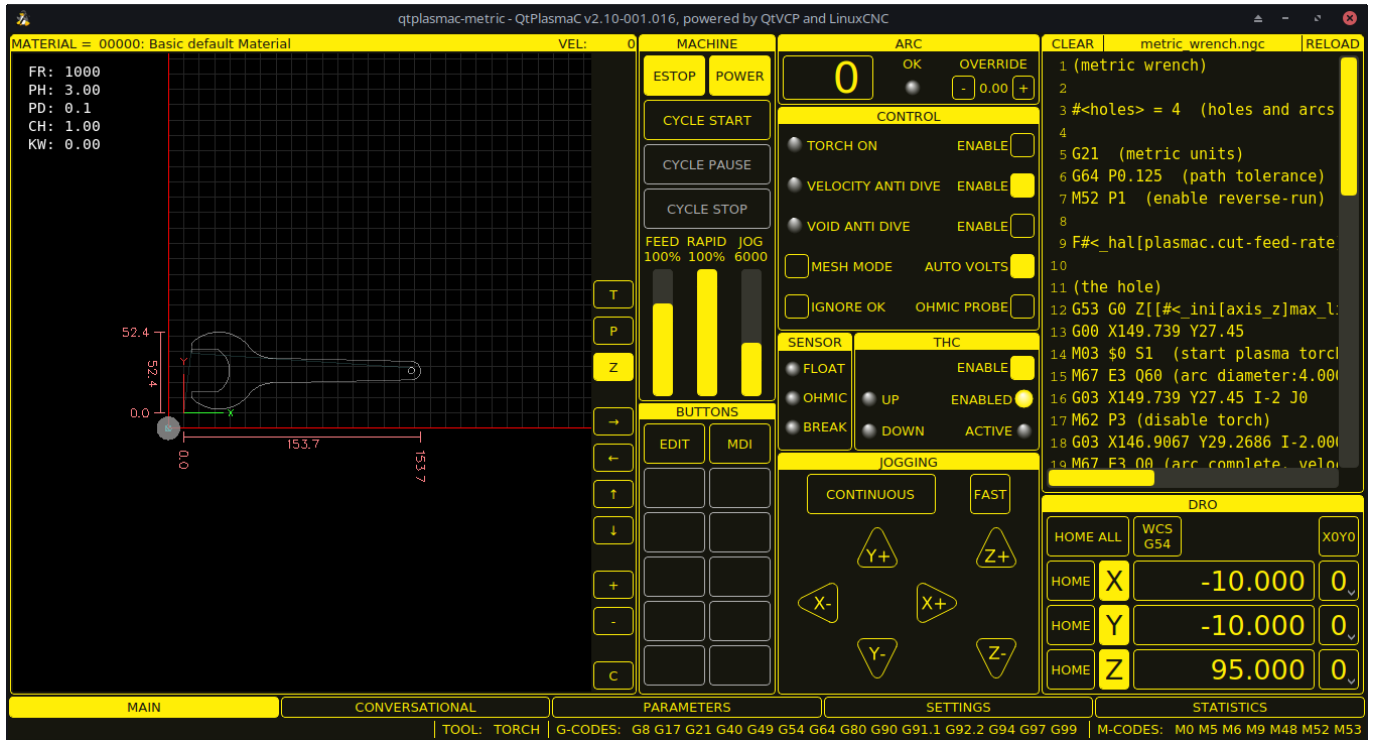 qtplasmac-metric - QtPlasmaC v2.10-001.016, powered by QtVCP and LinuxCNC
MATERIAL = 00000: Basic default Material VEL: 0
FR: 1000
PH: 3.00
PD: 0.1
CH: 1.00
KW: 0.00
52.4
52.4
0.0
Y
X
153.7
0.0
153.7
T
P
Z
→
←
↑
↓
+
-
C
MACHINE
ESTOP POWER
CYCLE START
CYCLE PAUSE
CYCLE STOP
FEED RAPID JOG
100% 100% 6000
BUTTONS
EDIT MDI
ARC
0 OK OVERRIDE
- 0.00 +
CONTROL
TORCH ON ENABLE
VELOCITY ANTI DIVE ENABLE
VOID ANTI DIVE ENABLE
MESH MODE AUTO VOLTS
IGNORE OK OHMIC PROBE
SENSOR
FLOAT
OHMIC
BREAK
THC
ENABLE
UP ENABLED
DOWN ACTIVE
JOGGING
CONTINUOUS FAST
Y+ Z+
X- X+
Y- Z-
CLEAR metric_wrench.ngc RELOAD
1 (metric wrench)
2
3 #<holes> = 4 (holes and arcs
4
5 G21 (metric units)
6 G64 P0.125 (path tolerance)
7 M52 P1 (enable reverse-run)
8
9 F#<_hal[plasmac.cut-feed-rate
10
11 (the hole)
12 G53 G0 Z[[#<_ini[axis_z]max_li
13 G00 X149.739 Y27.45
14 M03 $0 S1 (start plasma torch
15 M67 E3 Q60 (arc diameter:4.000
16 G03 X149.739 Y27.45 I-2 J0
17 M62 P3 (disable torch)
18 G03 X146.9067 Y29.2686 I-2.000
19 M67 E3 Q0 (arc complete, veloc
DRO
HOME ALL WCS G54 X0Y0
HOME X -10.000 0
HOME Y -10.000 0
HOME Z 95.000 0
MAIN CONVERSATIONAL PARAMETERS SETTINGS STATISTICS
TOOL: TORCH G-CODES: G8 G17 G21 G40 G49 G54 G64 G80 G90 G91.1 G92.2 G94 G97 G99 M-CODES: M0 M5 M6 M9 M48 M52 M53